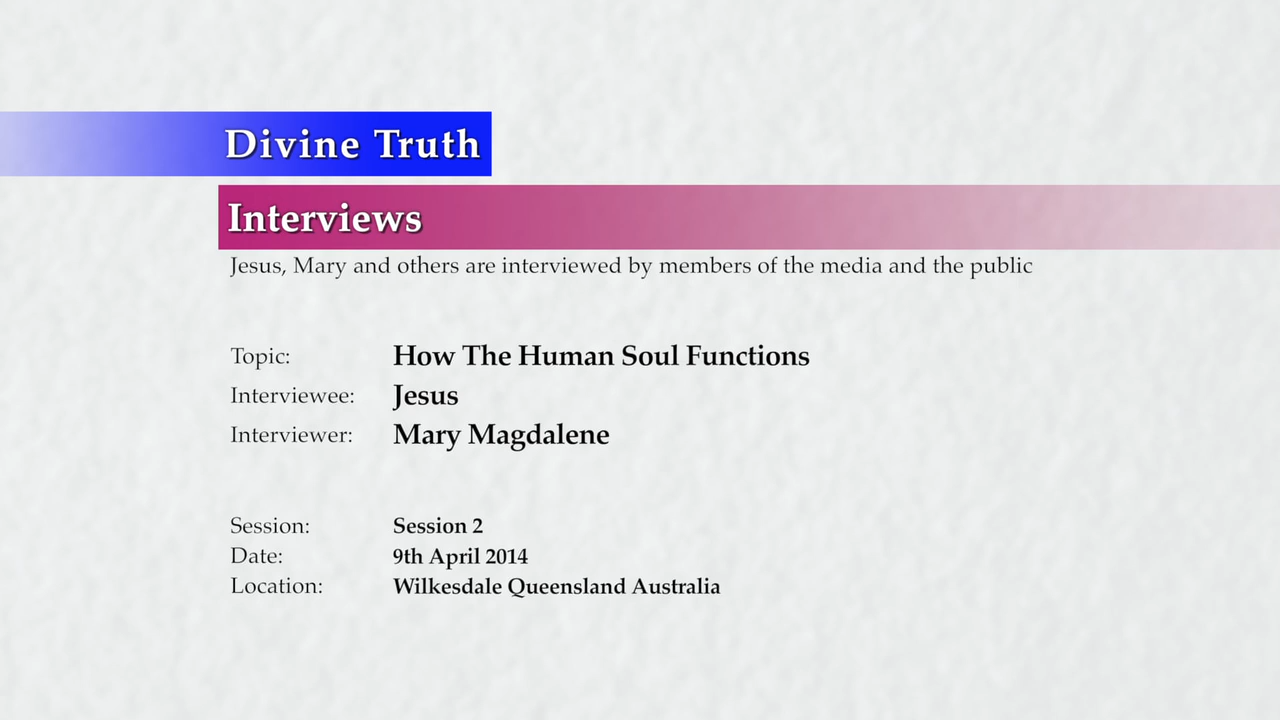 Divine Truth
Interviews
Jesus, Mary and others are interviewed by members of the media and the public
Topic: How The Human Soul Functions
Interviewee: Jesus
Interviewer: Mary Magdalene
Session: Session 2
Date: 9th April 2014
Location: Wilkesdale Queensland Australia